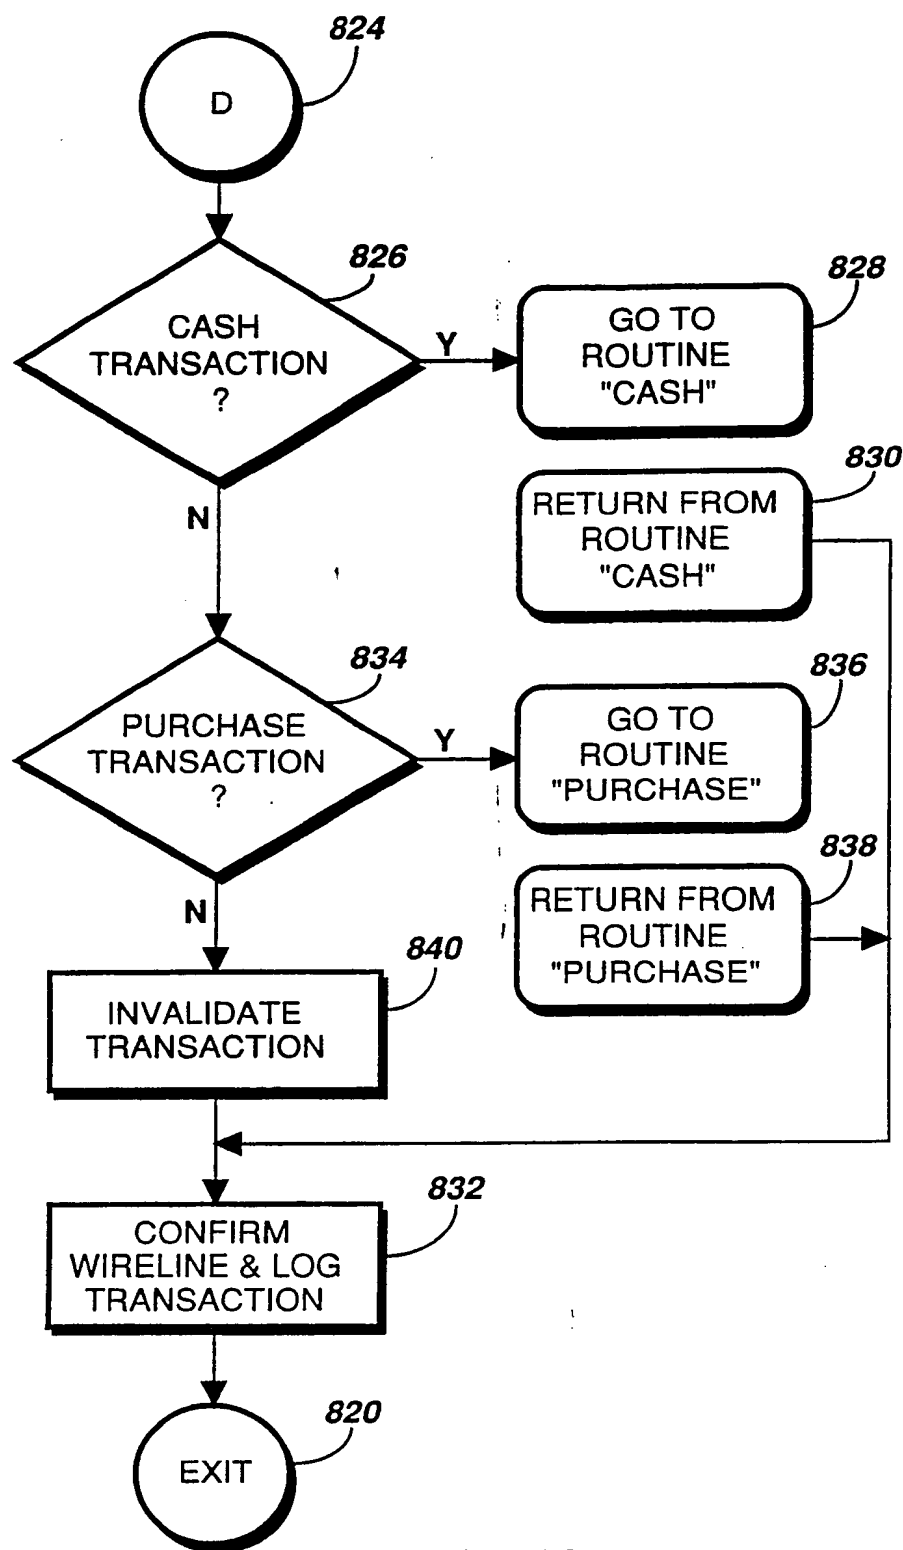 824
D
826
CASH
TRANSACTION
?
Y
828
GO TO
ROUTINE
"CASH"
N
830
RETURN FROM
ROUTINE
"CASH"
834
PURCHASE
TRANSACTION
?
Y
836
GO TO
ROUTINE
"PURCHASE"
N
838
RETURN FROM
ROUTINE
"PURCHASE"
840
INVALIDATE
TRANSACTION
832
CONFIRM
WIRELINE & LOG
TRANSACTION
820
EXIT